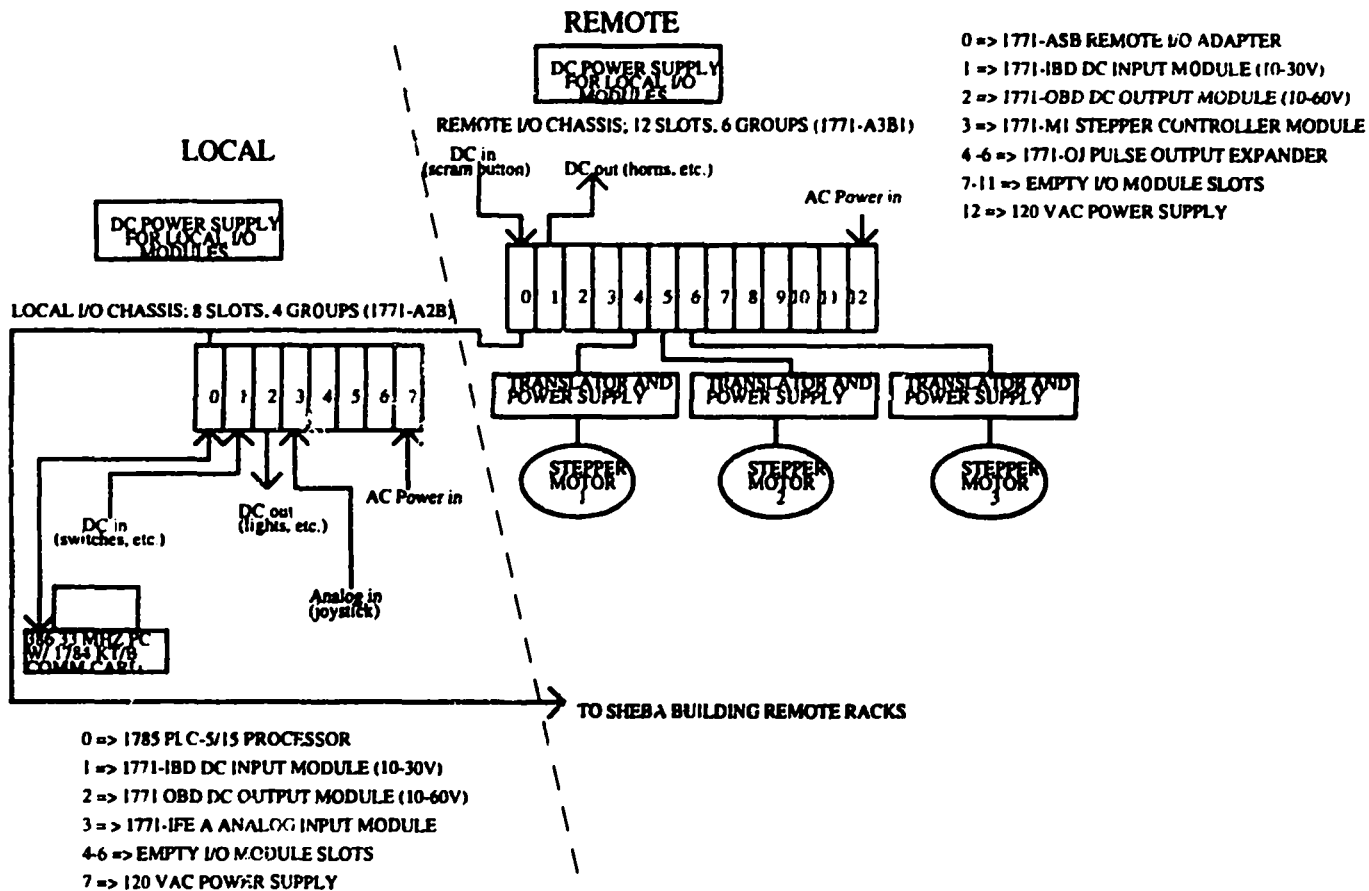 REMOTE
DC POWER SUPPLY
FOR LOCAL I/O
MODULES
REMOTE I/O CHASSIS; 12 SLOTS, 6 GROUPS (1771-A3B1)
DC in
(scram button)
DC out (horns, etc.)
AC Power in
0 1 2 3 4 5 6 7 8 9 10 11 12
0 => 1771-ASB REMOTE I/O ADAPTER
1 => 1771-IBD DC INPUT MODULE (10-30V)
2 => 1771-OBD DC OUTPUT MODULE (10-60V)
3 => 1771-M1 STEPPER CONTROLLER MODULE
4-6 => 1771-OJ PULSE OUTPUT EXPANDER
7-11 => EMPTY I/O MODULE SLOTS
12 => 120 VAC POWER SUPPLY
TRANSLATOR AND
POWER SUPPLY
TRANSLATOR AND
POWER SUPPLY
TRANSLATOR AND
POWER SUPPLY
STEPPER
MOTOR
1
STEPPER
MOTOR
2
STEPPER
MOTOR
3
LOCAL
DC POWER SUPPLY
FOR LOCAL I/O
MODULES
LOCAL I/O CHASSIS; 8 SLOTS, 4 GROUPS (1771-A2B)
0 1 2 3 4 5 6 7
DC in
(switches, etc.)
DC out
(lights, etc.)
AC Power in
Analog in
(joystick)
386 33 MHZ PC
W/ 1784 KT/B
COMM CARD
TO SHEBA BUILDING REMOTE RACKS
0 => 1785 PLC-5/15 PROCESSOR
1 => 1771-IBD DC INPUT MODULE (10-30V)
2 => 1771 OBD DC OUTPUT MODULE (10-60V)
3 => 1771-IFE A ANALOG INPUT MODULE
4-6 => EMPTY I/O MODULE SLOTS
7 => 120 VAC POWER SUPPLY